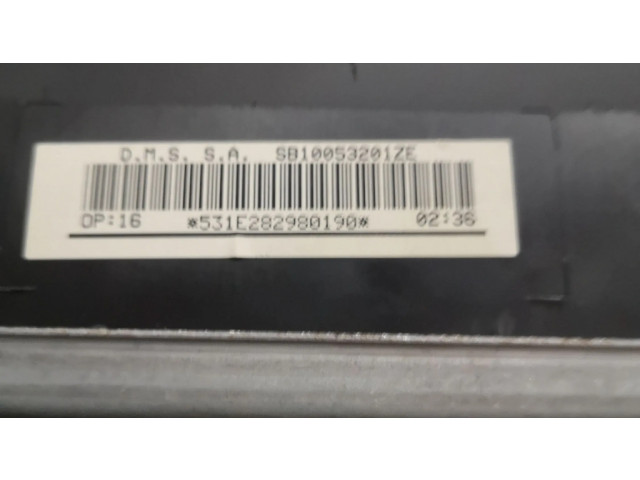 D.M.S. S.A. SB10053201ZE
OP:16 *531E282980190* 02:36